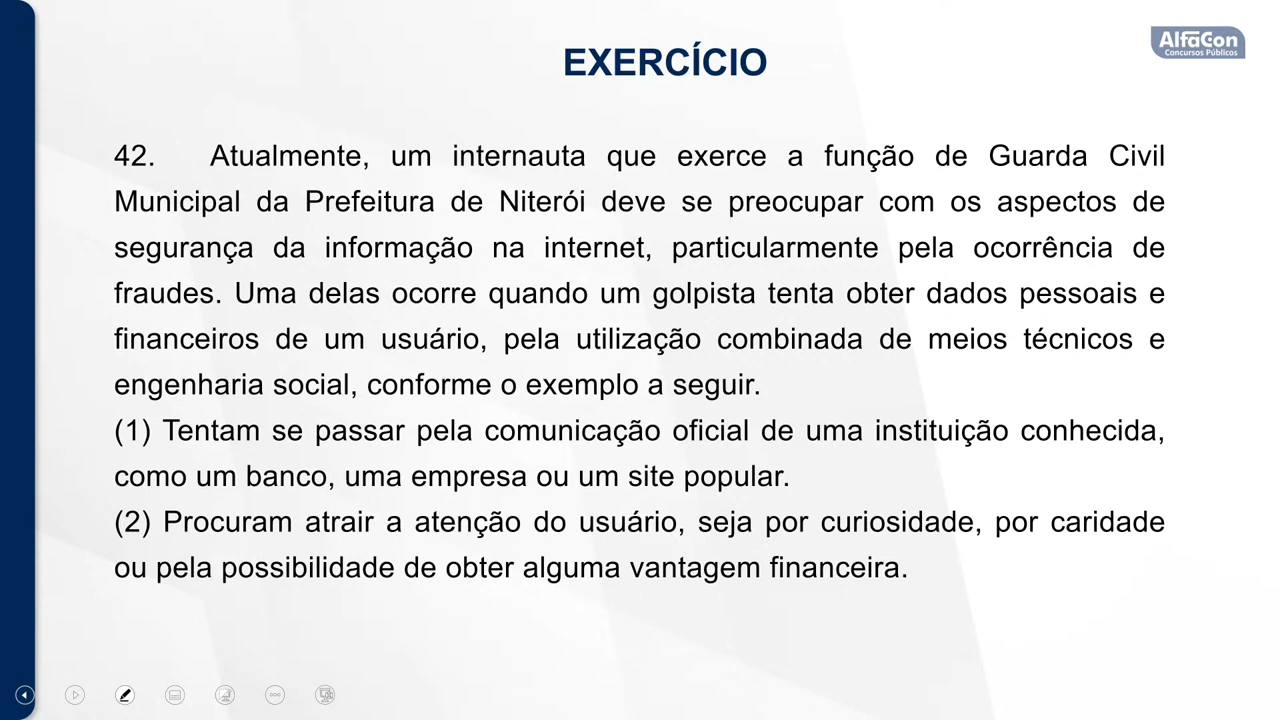 AlfaCon
Concursos Públicos
EXERCÍCIO
42. Atualmente, um internauta que exerce a função de Guarda Civil
Municipal da Prefeitura de Niterói deve se preocupar com os aspectos de
segurança da informação na internet, particularmente pela ocorrência de
fraudes. Uma delas ocorre quando um golpista tenta obter dados pessoais e
financeiros de um usuário, pela utilização combinada de meios técnicos e
engenharia social, conforme o exemplo a seguir.
(1) Tentam se passar pela comunicação oficial de uma instituição conhecida,
como um banco, uma empresa ou um site popular.
(2) Procuram atrair a atenção do usuário, seja por curiosidade, por caridade
ou pela possibilidade de obter alguma vantagem financeira.